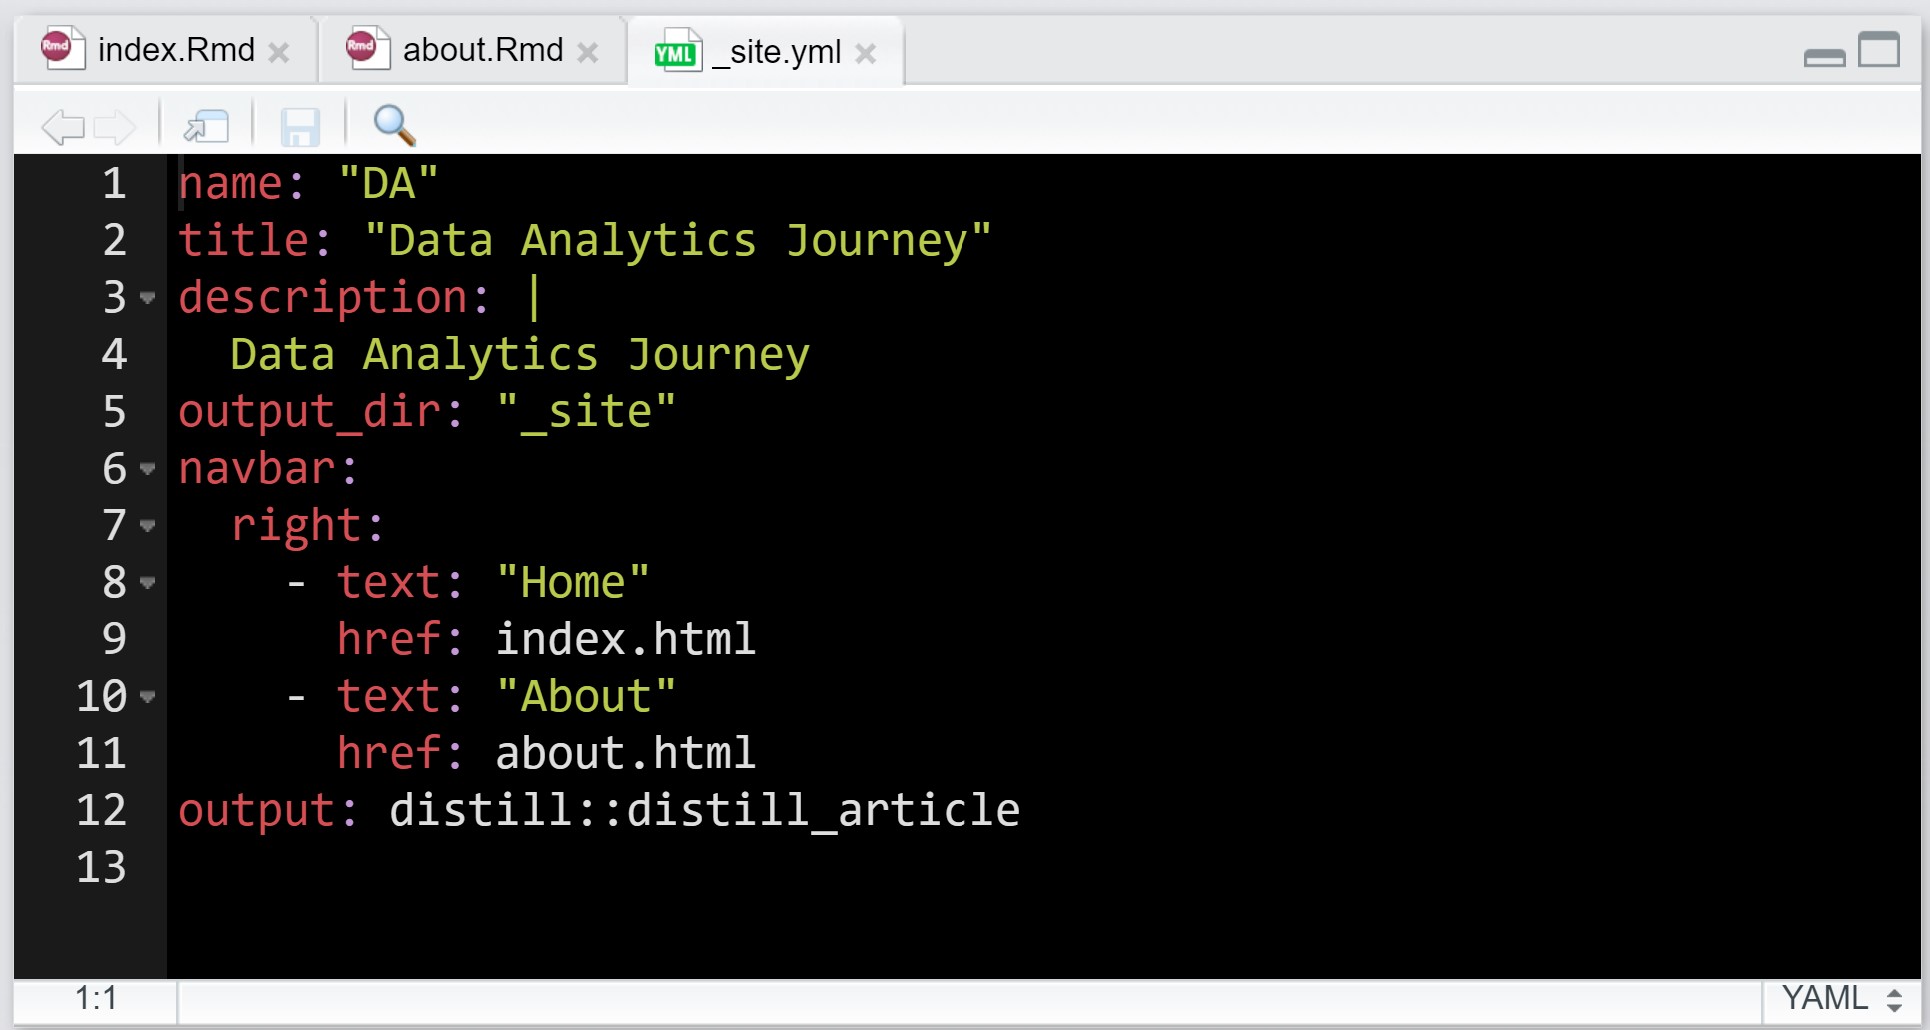 index.Rmd about.Rmd _site.yml
1 name: "DA"
2 title: "Data Analytics Journey"
3 description: |
4   Data Analytics Journey
5 output_dir: "_site"
6 navbar:
7   right:
8     - text: "Home"
9       href: index.html
10     - text: "About"
11       href: about.html
12 output: distill::distill_article
13
1:1 YAML